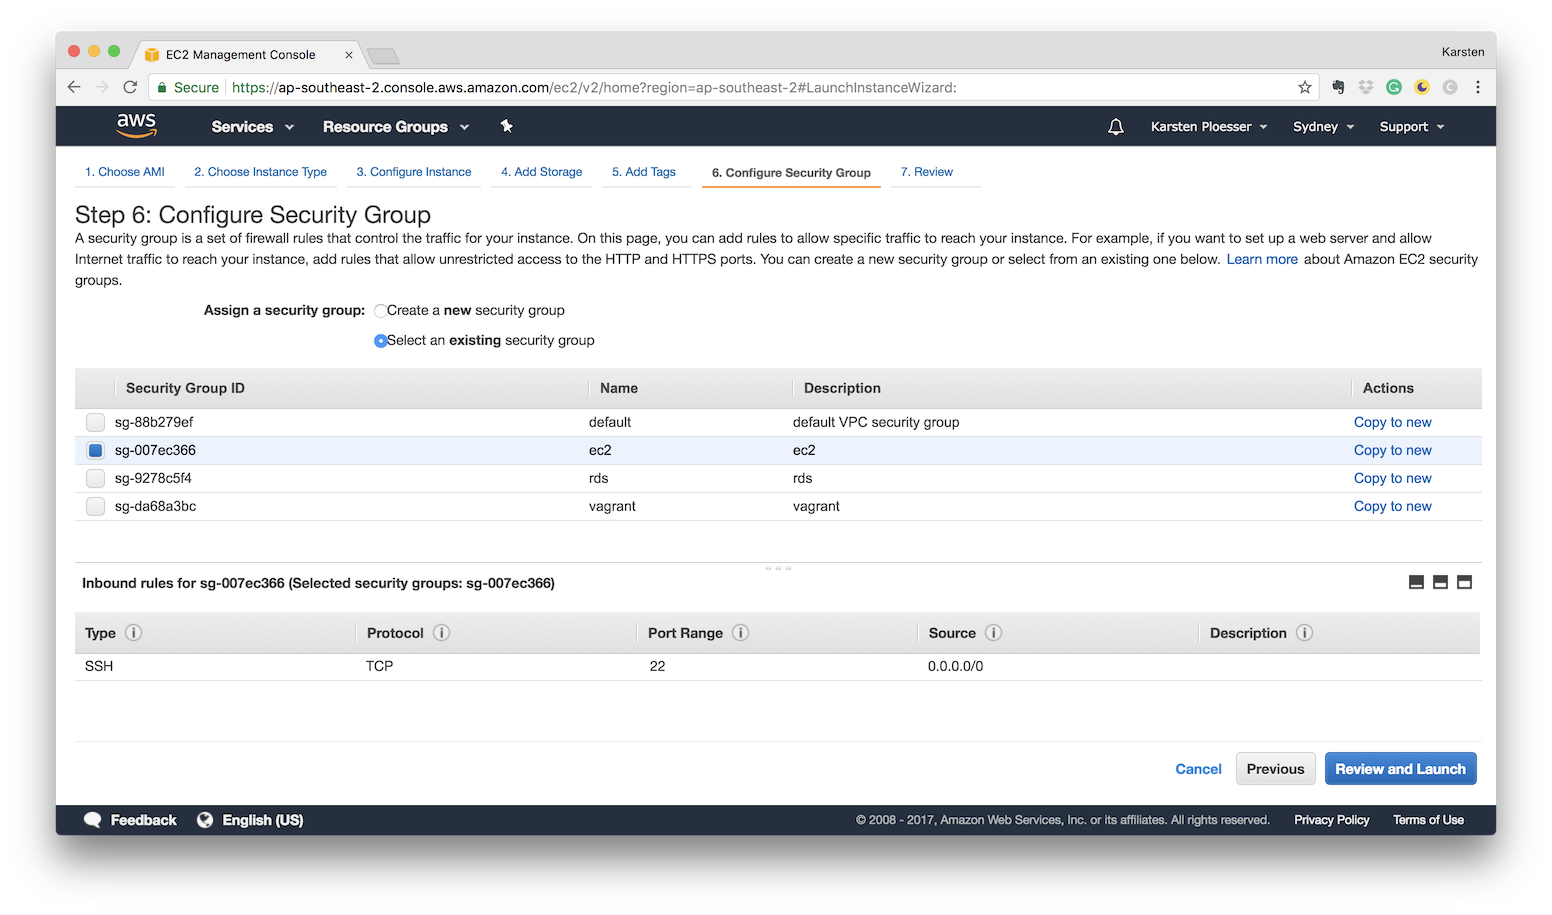 EC2 Management Console
Karsten
Secure https://ap-southeast-2.console.aws.amazon.com/ec2/v2/home?region=ap-southeast-2#LaunchInstanceWizard:
aws Services Resource Groups Karsten Ploesser Sydney Support
1. Choose AMI 2. Choose Instance Type 3. Configure Instance 4. Add Storage 5. Add Tags 6. Configure Security Group 7. Review
Step 6: Configure Security Group
A security group is a set of firewall rules that control the traffic for your instance. On this page, you can add rules to allow specific traffic to reach your instance. For example, if you want to set up a web server and allow
Internet traffic to reach your instance, add rules that allow unrestricted access to the HTTP and HTTPS ports. You can create a new security group or select from an existing one below. Learn more about Amazon EC2 security
groups.
Assign a security group: Create a new security group
Select an existing security group
Security Group ID Name Description Actions
sg-88b279ef default default VPC security group Copy to new
sg-007ec366 ec2 ec2 Copy to new
sg-9278c5f4 rds rds Copy to new
sg-da68a3bc vagrant vagrant Copy to new
Inbound rules for sg-007ec366 (Selected security groups: sg-007ec366)
Type Protocol Port Range Source Description
SSH TCP 22 0.0.0.0/0
Cancel Previous Review and Launch
Feedback English (US) © 2008 - 2017, Amazon Web Services, Inc. or its affiliates. All rights reserved. Privacy Policy Terms of Use